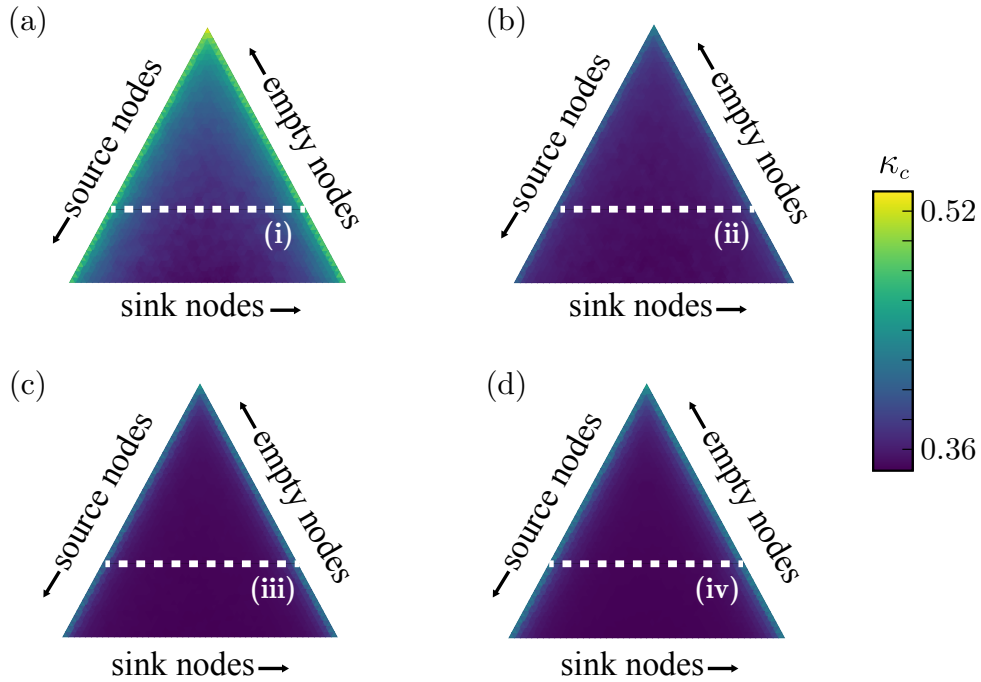 (a)
source nodes
empty nodes
(i)
sink nodes
(b)
source nodes
empty nodes
(ii)
sink nodes
κc
0.52
0.36
(c)
source nodes
empty nodes
(iii)
sink nodes
(d)
source nodes
empty nodes
(iv)
sink nodes